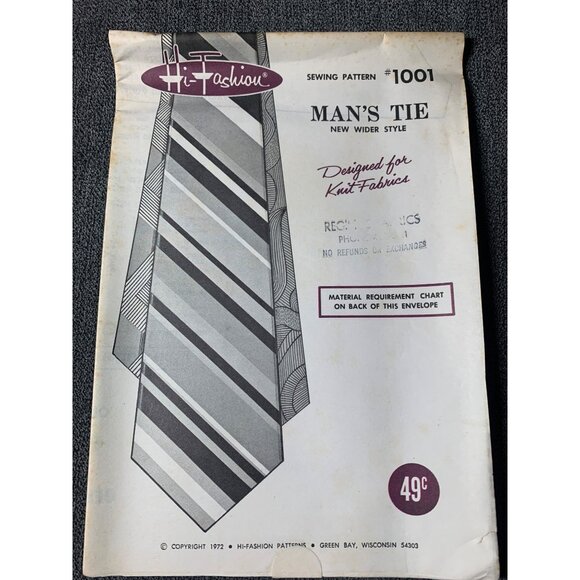 Hi-Fashion®
SEWING PATTERN #1001
MAN'S TIE
NEW WIDER STYLE
Designed for
Knit Fabrics
NO REFUNDS OR EXCHANGES
MATERIAL REQUIREMENT CHART
ON BACK OF THIS ENVELOPE
49¢
© COPYRIGHT 1972 • HI-FASHION PATTERNS • GREEN BAY, WISCONSIN 54303